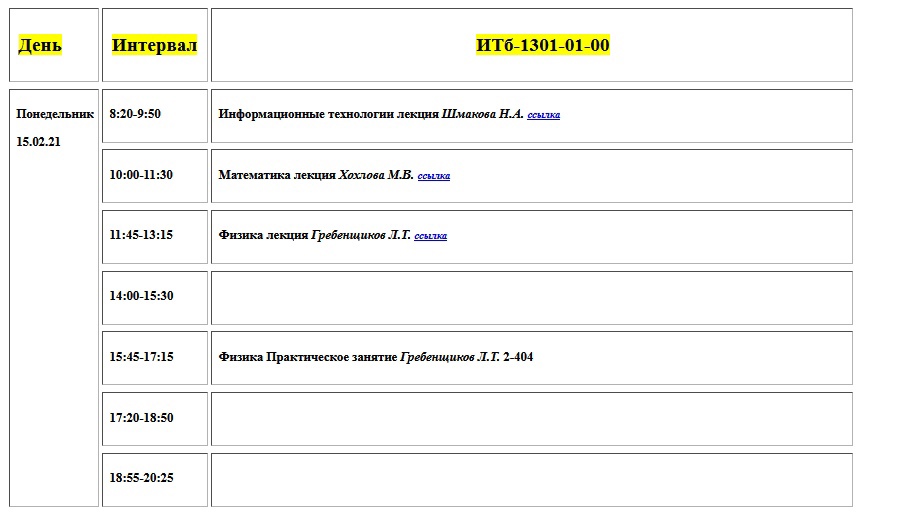 День Интервал ИТб-1301-01-00
Понедельник 8:20-9:50 Информационные технологии лекция Шмакова Н.А. ссылка
15.02.21
10:00-11:30 Математика лекция Хохлова М.В. ссылка
11:45-13:15 Физика лекция Гребенщиков Л.Т. ссылка
14:00-15:30
15:45-17:15 Физика Практическое занятие Гребенщиков Л.Т. 2-404
17:20-18:50
18:55-20:25